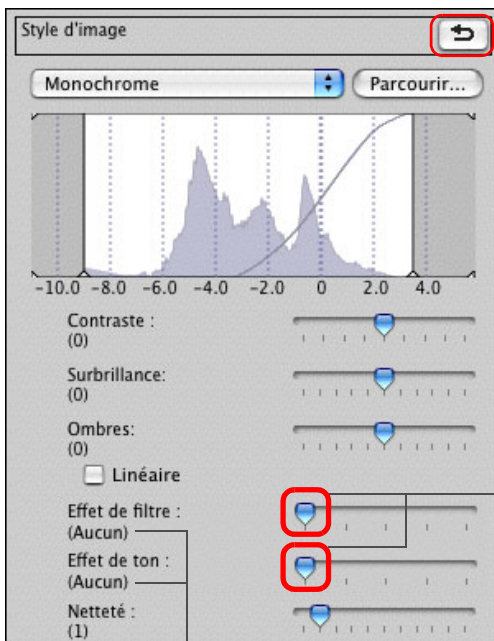 Style d'image
Monochrome
Parcourir...
-10.0 -8.0 -6.0 -4.0 -2.0 0 2.0 4.0
Contraste :
(0)
Surbrillance:
(0)
Ombres:
(0)
Linéaire
Effet de filtre :
(Aucun)
Effet de ton :
(Aucun)
Netteté :
(1)